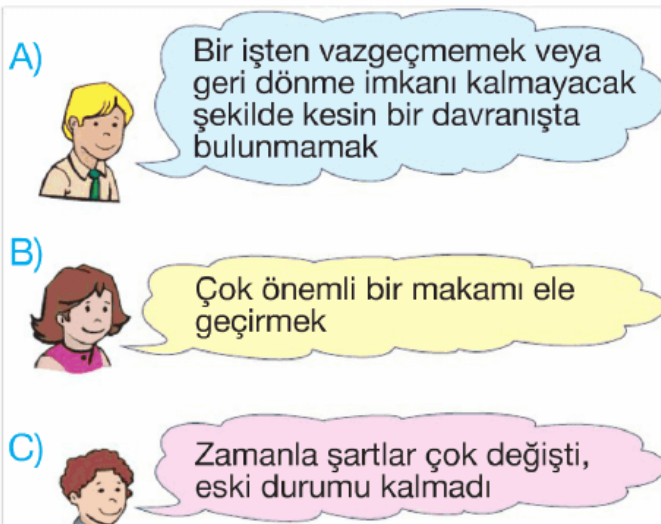 A)
Bir işten vazgeçmemek veya
geri dönme imkanı kalmayacak
şekilde kesin bir davranışta
bulunmamak
B)
Çok önemli bir makamı ele
geçirmek
C)
Zamanla şartlar çok değişti,
eski durumu kalmadı